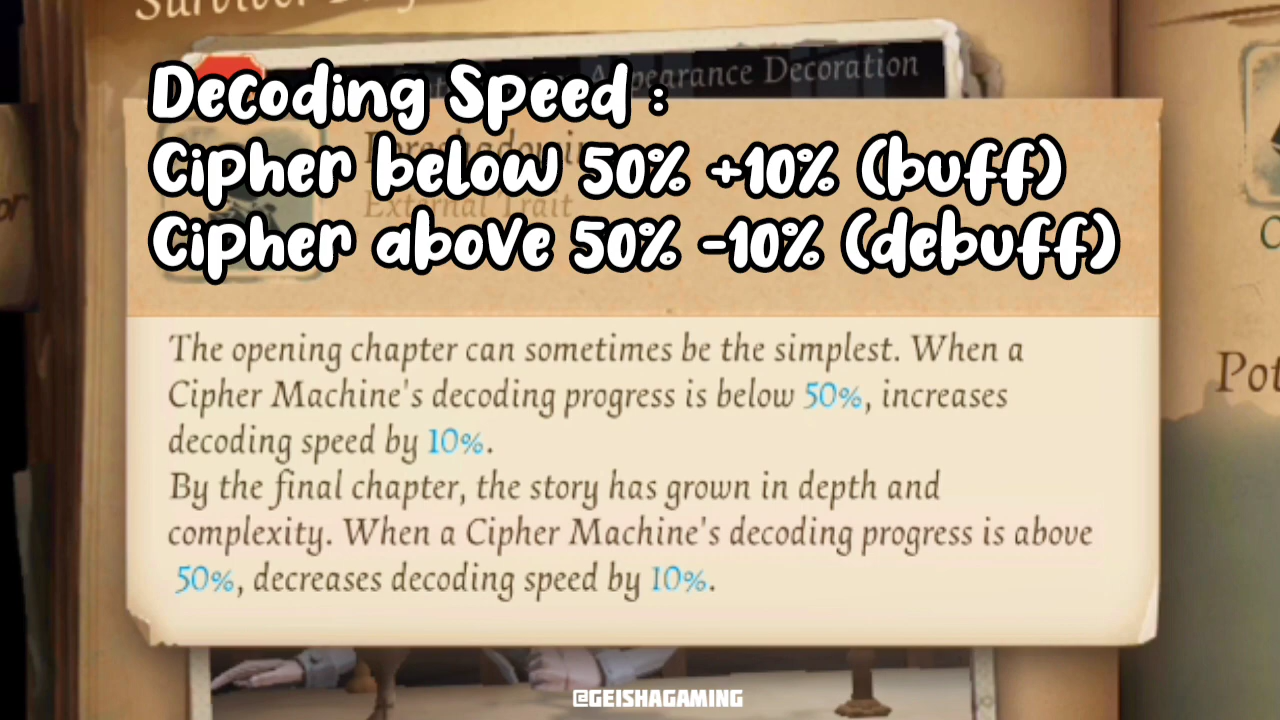 Survivor
Appearance Decoration
Decoding Speed :
Cipher below 50% +10% (buff)
Cipher above 50% -10% (debuff)
External Trait
The opening chapter can sometimes be the simplest. When a
Cipher Machine's decoding progress is below 50%, increases
decoding speed by 10%.
By the final chapter, the story has grown in depth and
complexity. When a Cipher Machine's decoding progress is above
50%, decreases decoding speed by 10%.
@GEISHAGAMING